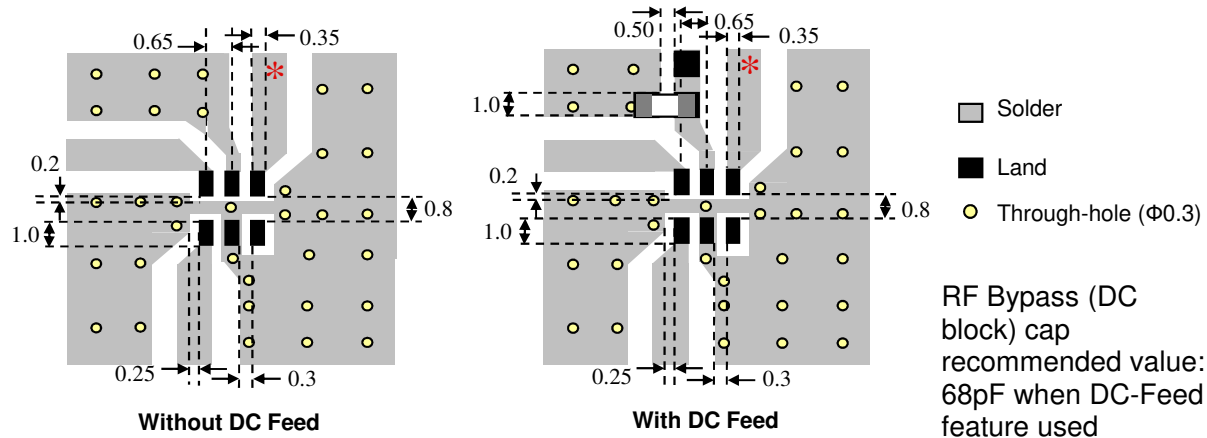 0.65
0.35
*
0.2
1.0
0.8
0.25
0.3
Without DC Feed
0.50
0.65
0.35
*
1.0
0.2
1.0
0.8
0.25
0.3
With DC Feed
Solder
Land
Through-hole (Φ0.3)
RF Bypass (DC
block) cap
recommended value:
68pF when DC-Feed
feature used